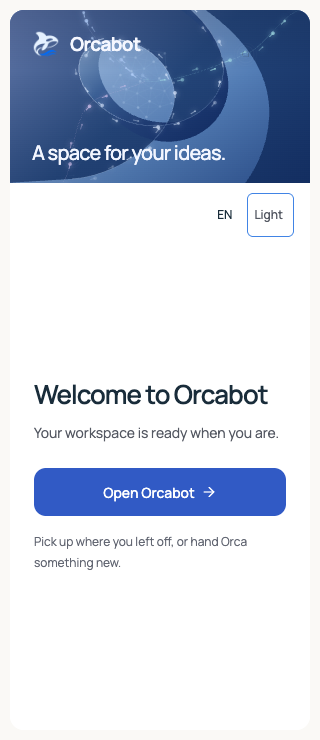 Orcabot
A space for your ideas.
EN
Light
Welcome to Orcabot
Your workspace is ready when you are.
Open Orcabot →
Pick up where you left off, or hand Orca
something new.